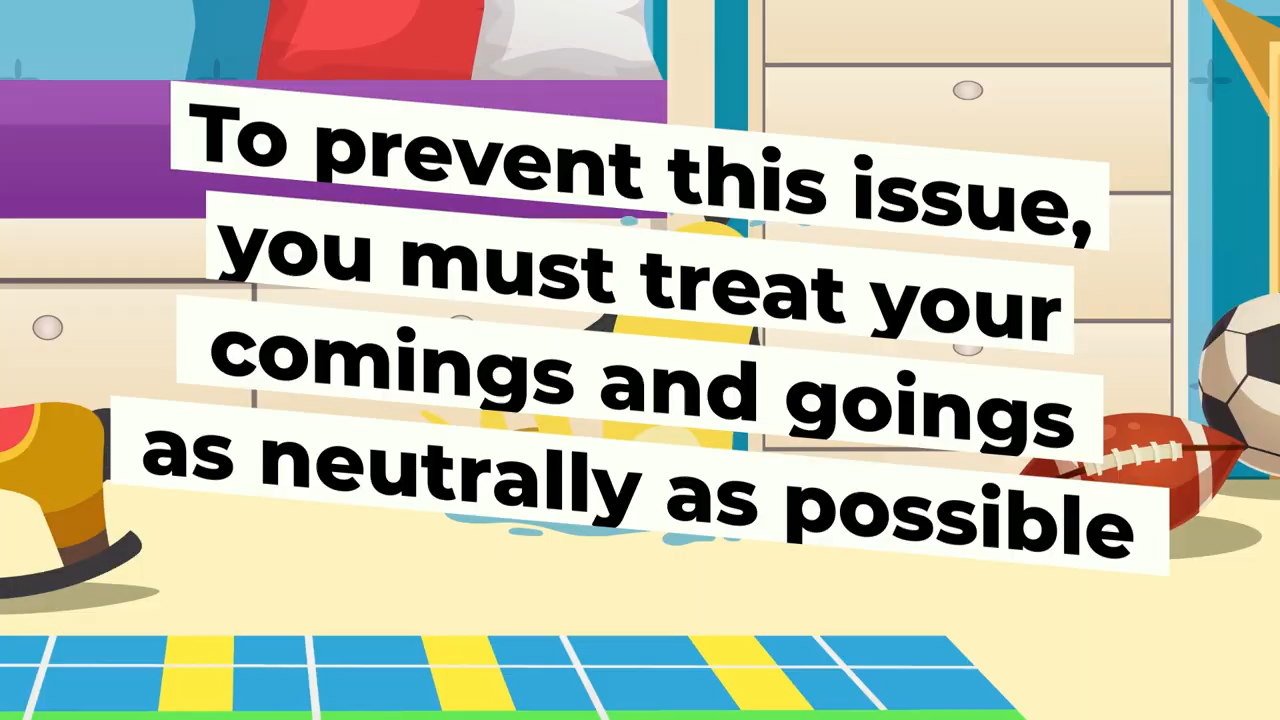 To prevent this issue,
you must treat your
comings and goings
as neutrally as possible